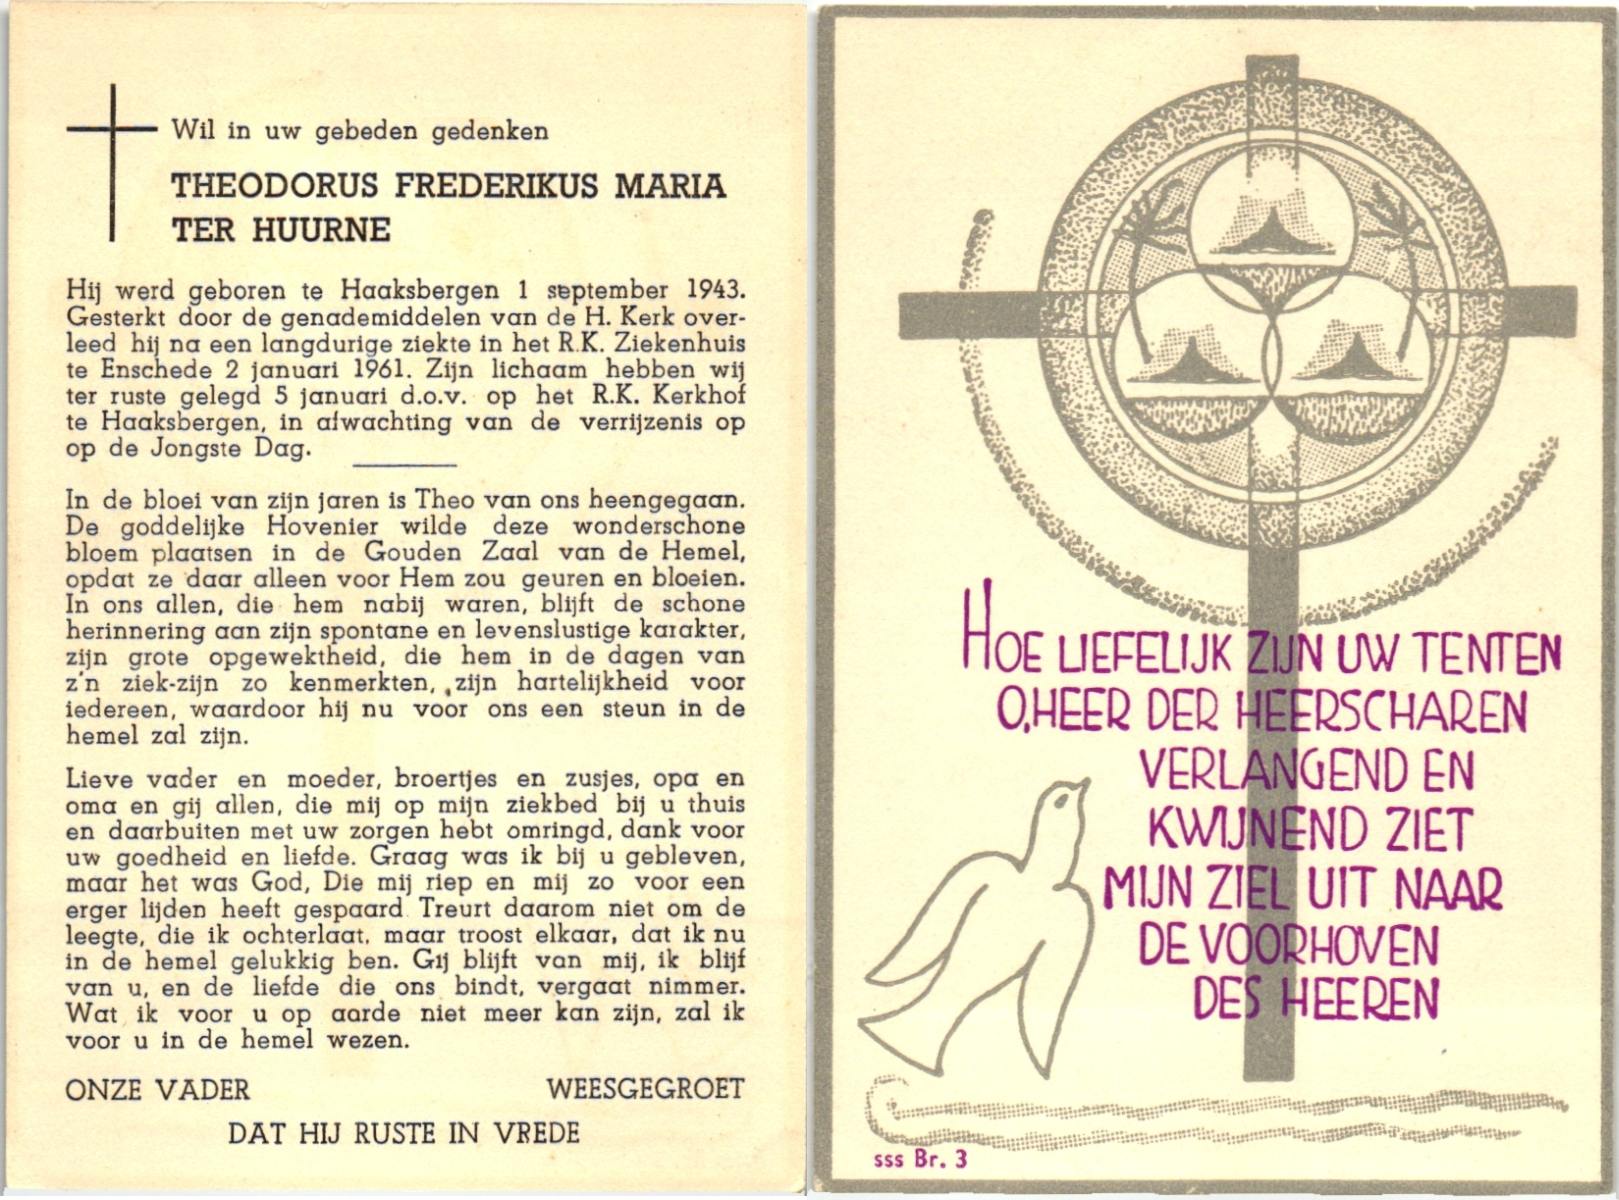 Wil in uw gebeden gedenken
THEODORUS FREDERIKUS MARIA
TER HUURNE
Hij werd geboren te Haaksbergen 1 september 1943.
Gesterkt door de genademiddelen van de H. Kerk over-
leed hij na een langdurige ziekte in het R.K. Ziekenhuis
te Enschede 2 januari 1961. Zijn lichaam hebben wij
ter ruste gelegd 5 januari d.o.v. op het R.K. Kerkhof
te Haaksbergen, in afwachting van de verrijzenis op
op de Jongste Dag.
In de bloei van zijn jaren is Theo van ons heengegaan.
De goddelijke Hovenier wilde deze wonderschone
bloem plaatsen in de Gouden Zaal van de Hemel,
opdat ze daar alleen voor Hem zou geuren en bloeien.
In ons allen, die hem nabij waren, blijft de schone
herinnering aan zijn spontane en levenslustige karakter,
zijn grote opgewektheid, die hem in de dagen van
z'n ziek-zijn zo kenmerkten, zijn hartelijkheid voor
iedereen, waardoor hij nu voor ons een steun in de
hemel zal zijn.
Lieve vader en moeder, broertjes en zusjes, opa en
oma en gij allen, die mij op mijn ziekbed bij u thuis
en daarbuiten met uw zorgen hebt omringd, dank voor
uw goedheid en liefde. Graag was ik bij u gebleven,
maar het was God, Die mij riep en mij zo voor een
erger lijden heeft gespaard. Treurt daarom niet om de
leegte, die ik ochterlaat, maar troost elkaar, dat ik nu
in de hemel gelukkig ben. Gij blijft van mij, ik blijf
van u, en de liefde die ons bindt, vergaat nimmer.
Wat ik voor u op aarde niet meer kan zijn, zal ik
voor u in de hemel wezen.
ONZE VADER WEESGEGROET
DAT HIJ RUSTE IN VREDE
HOE LIEFELIJK ZIJN UW TENTEN
O, HEER DER HEERSCHAREN
VERLANGEND EN
KWIJNEND ZIET
MIJN ZIEL UIT NAAR
DE VOORHOVEN
DES HEEREN
sss Br. 3